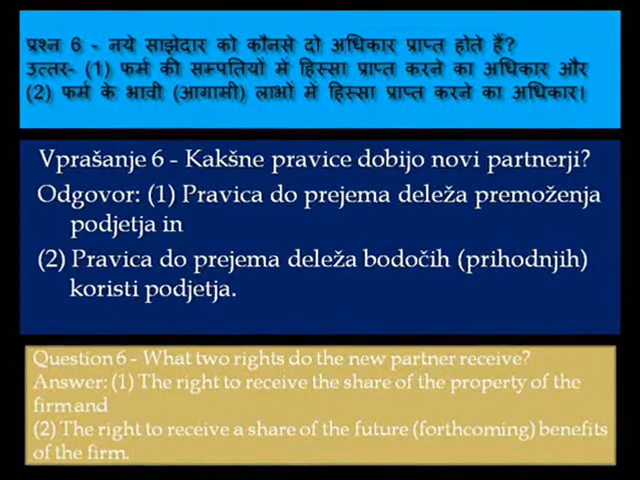 प्रश्न 6 - नये साझेदार को कौनसे दो अधिकार प्राप्त होते हैं?
उत्तर- (1) फर्म की सम्पतियों में हिस्सा प्राप्त करने का अधिकार और
(2) फर्म के भावी (आगामी) लाभों में हिस्सा प्राप्त करने का अधिकार।
Vprašanje 6 - Kakšne pravice dobijo novi partnerji?
Odgovor: (1) Pravica do prejema deleža premoženja
podjetja in
(2) Pravica do prejema deleža bodočih (prihodnjih)
koristi podjetja.
Question 6 - What two rights do the new partner receive?
Answer: (1) The right to receive the share of the property of the
firm and
(2) The right to receive a share of the future (forthcoming) benefits
of the firm.